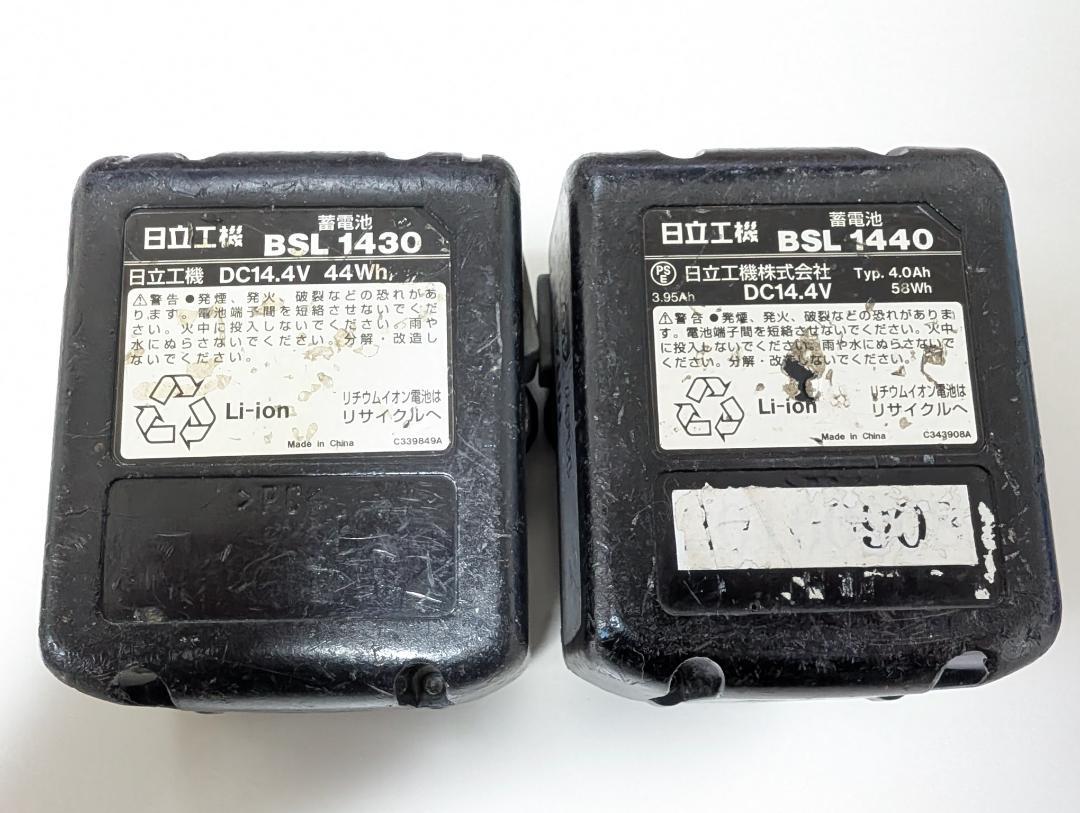 蓄電池
日立工機 BSL 1430
日立工機 DC14.4V 44Wh
⚠警告 ●発煙、発火、破裂などの恐れがあ
ります。電池端子間を短絡させないでくだ
さい。火中に投入しないでください。雨や
水にぬらさないでください。分解・改造し
ないでください。
Li-ion
リチウムイオン電池は
リサイクルへ
Made in China
C339849A
>PC<
蓄電池
日立工機 BSL 1440
PSE 日立工機株式会社 Typ. 4.0Ah
3.95Ah DC14.4V 58Wh
⚠警告 ●発煙、発火、破裂などの恐れがありま
す。電池端子間を短絡させないでください。火中
に投入しないでください。雨や水にぬらさないで
ください。分解・改造しないでください。
Li-ion
リチウムイオン電池は
リサイクルへ
Made in China
C343908A
90